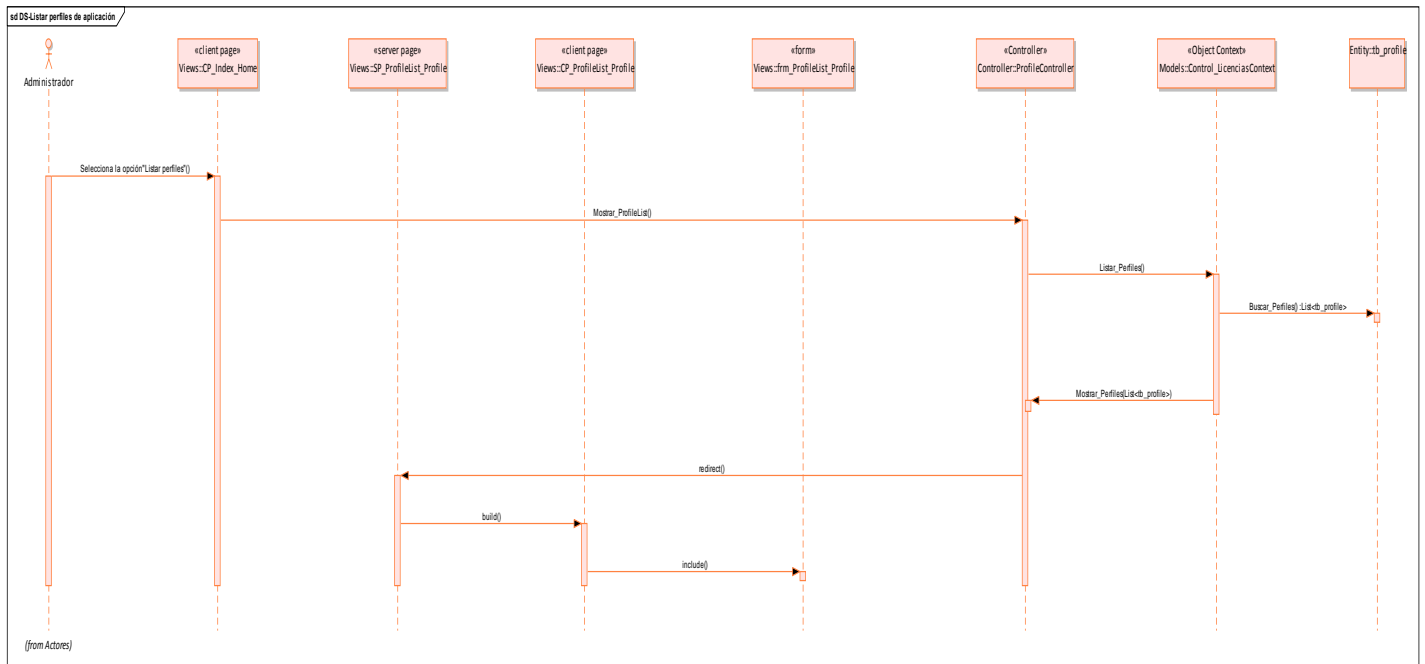 sd DS-Listar perfiles de aplicación
Administrador
«client page»
Views::CP_Index_Home
«server page»
Views::SP_ProfileList_Profile
«client page»
Views::CP_ProfileList_Profile
«form»
Views::frm_ProfileList_Profile
«Controller»
Controller::ProfileController
«Object Context»
Models::Control_LicenciasContext
Entity::tb_profile
Selecciona la opción"Listar perfiles"()
Mostrar_ProfileList()
Listar_Perfiles()
Buscar_Perfiles() :List<tb_profile>
Mostrar_Perfiles(List<tb_profile>)
redirect()
build()
include()
(from Actores)